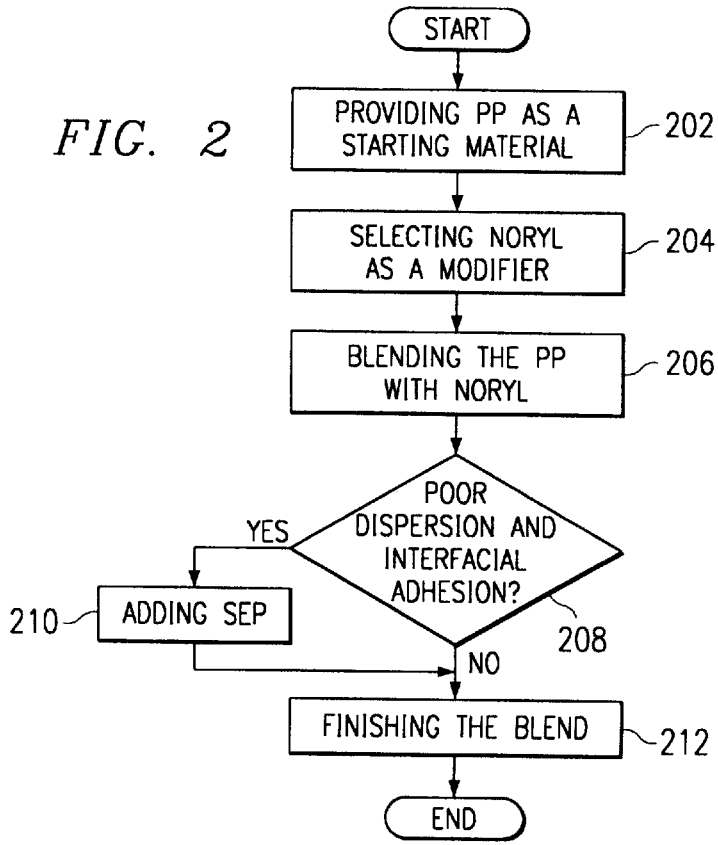 START
FIG. 2
PROVIDING PP AS A
STARTING MATERIAL
202
SELECTING NORYL
AS A MODIFIER
204
BLENDING THE PP
WITH NORYL
206
POOR
DISPERSION AND
INTERFACIAL
ADHESION?
208
YES
210
ADDING SEP
NO
FINISHING THE BLEND
212
END